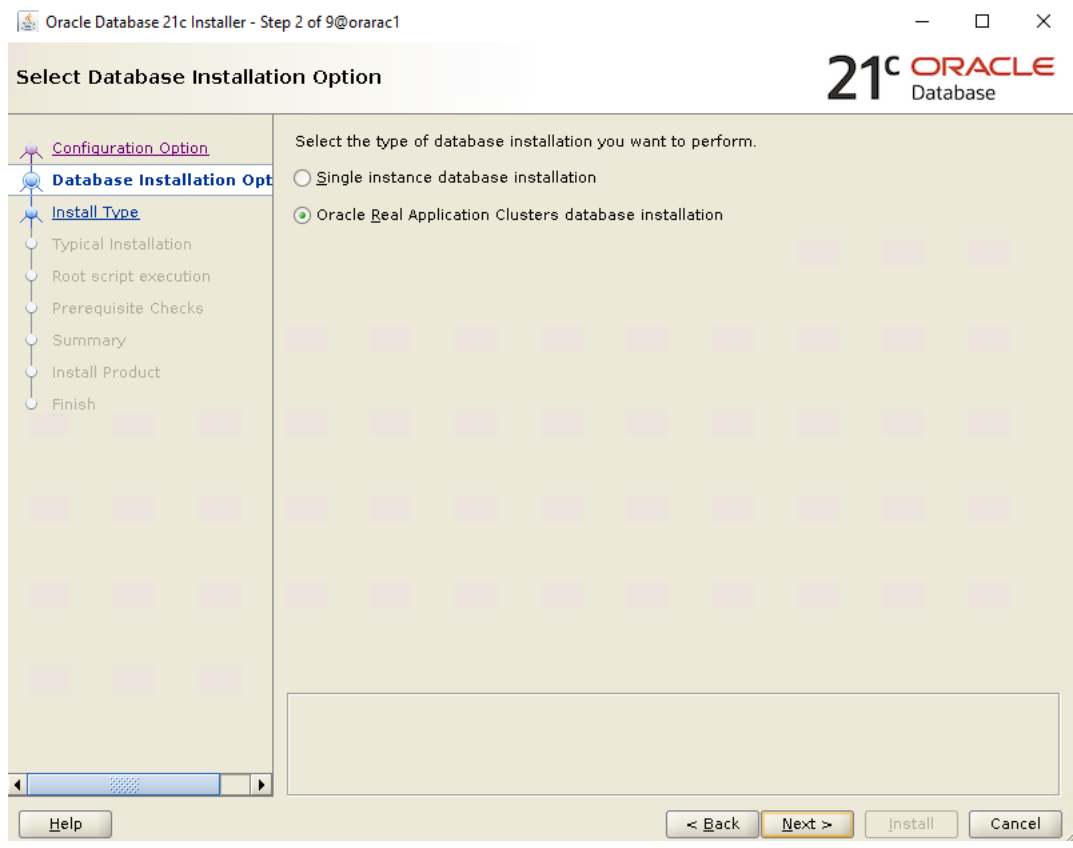 Oracle Database 21c Installer - Step 2 of 9@orarac1
Select Database Installation Option
21c ORACLE
Database
Configuration Option
Database Installation Opt
Install Type
Typical Installation
Root script execution
Prerequisite Checks
Summary
Install Product
Finish
Select the type of database installation you want to perform.
Single instance database installation
Oracle Real Application Clusters database installation
Help
< Back
Next >
Install
Cancel